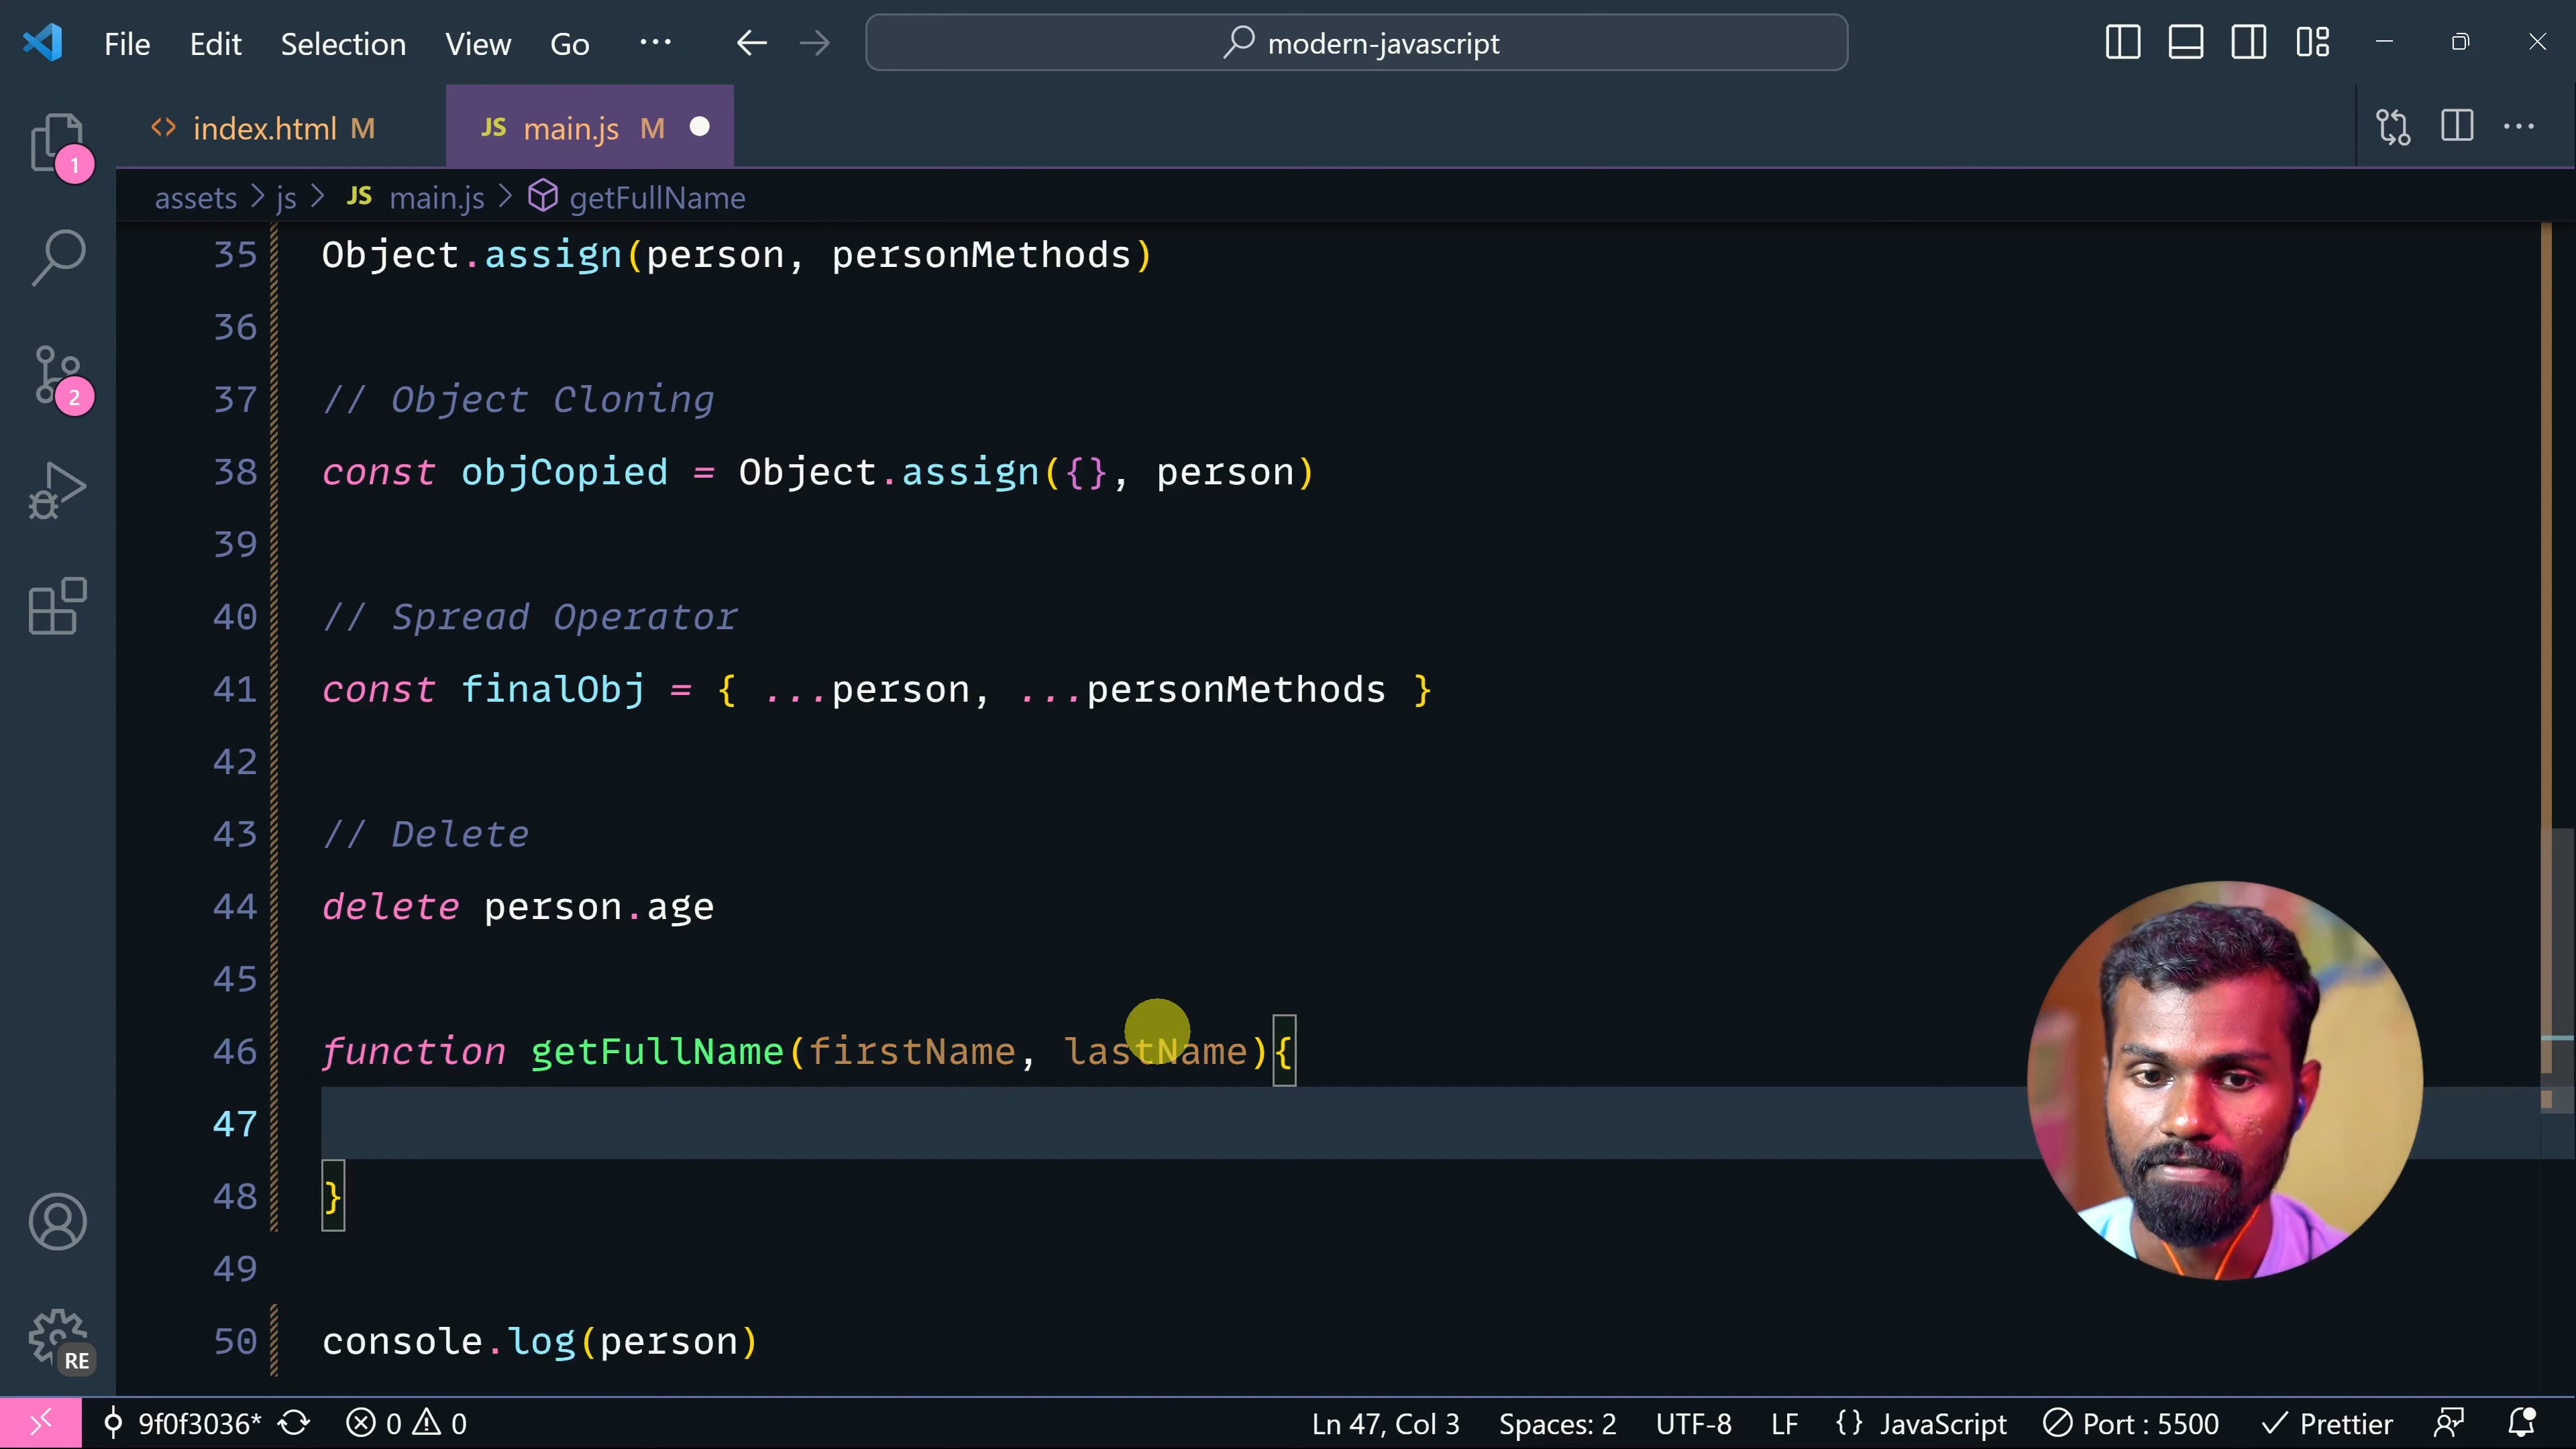 File Edit Selection View Go ··· modern-javascript
index.html M JS main.js M
1
assets > js > JS main.js > getFullName
35 Object.assign(person, personMethods)
36
37 // Object Cloning
38 const objCopied = Object.assign({}, person)
39
40 // Spread Operator
41 const finalObj = { ...person, ...personMethods }
42
43 // Delete
44 delete person.age
45
46 function getFullName(firstName, lastName){
47
48 }
49
50 console.log(person)
2
RE
9f0f3036* 0 0 Ln 47, Col 3 Spaces: 2 UTF-8 LF {} JavaScript Port : 5500 Prettier